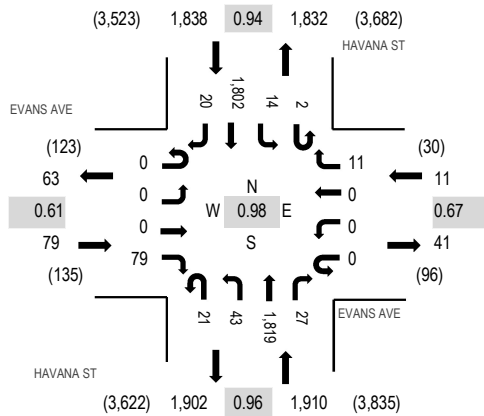 (3,523) 1,838 0.94 1,832 (3,682)
HAVANA ST
EVANS AVE
20 1,802 14 2
(123) 0 11 (30)
63 0 N 0 11
0.61 W 0.98 E 0.67
0 0
79 S 41
79 0
(135) (96)
21 43 1,819 27
EVANS AVE
HAVANA ST
(3,622) 1,902 0.96 1,910 (3,835)